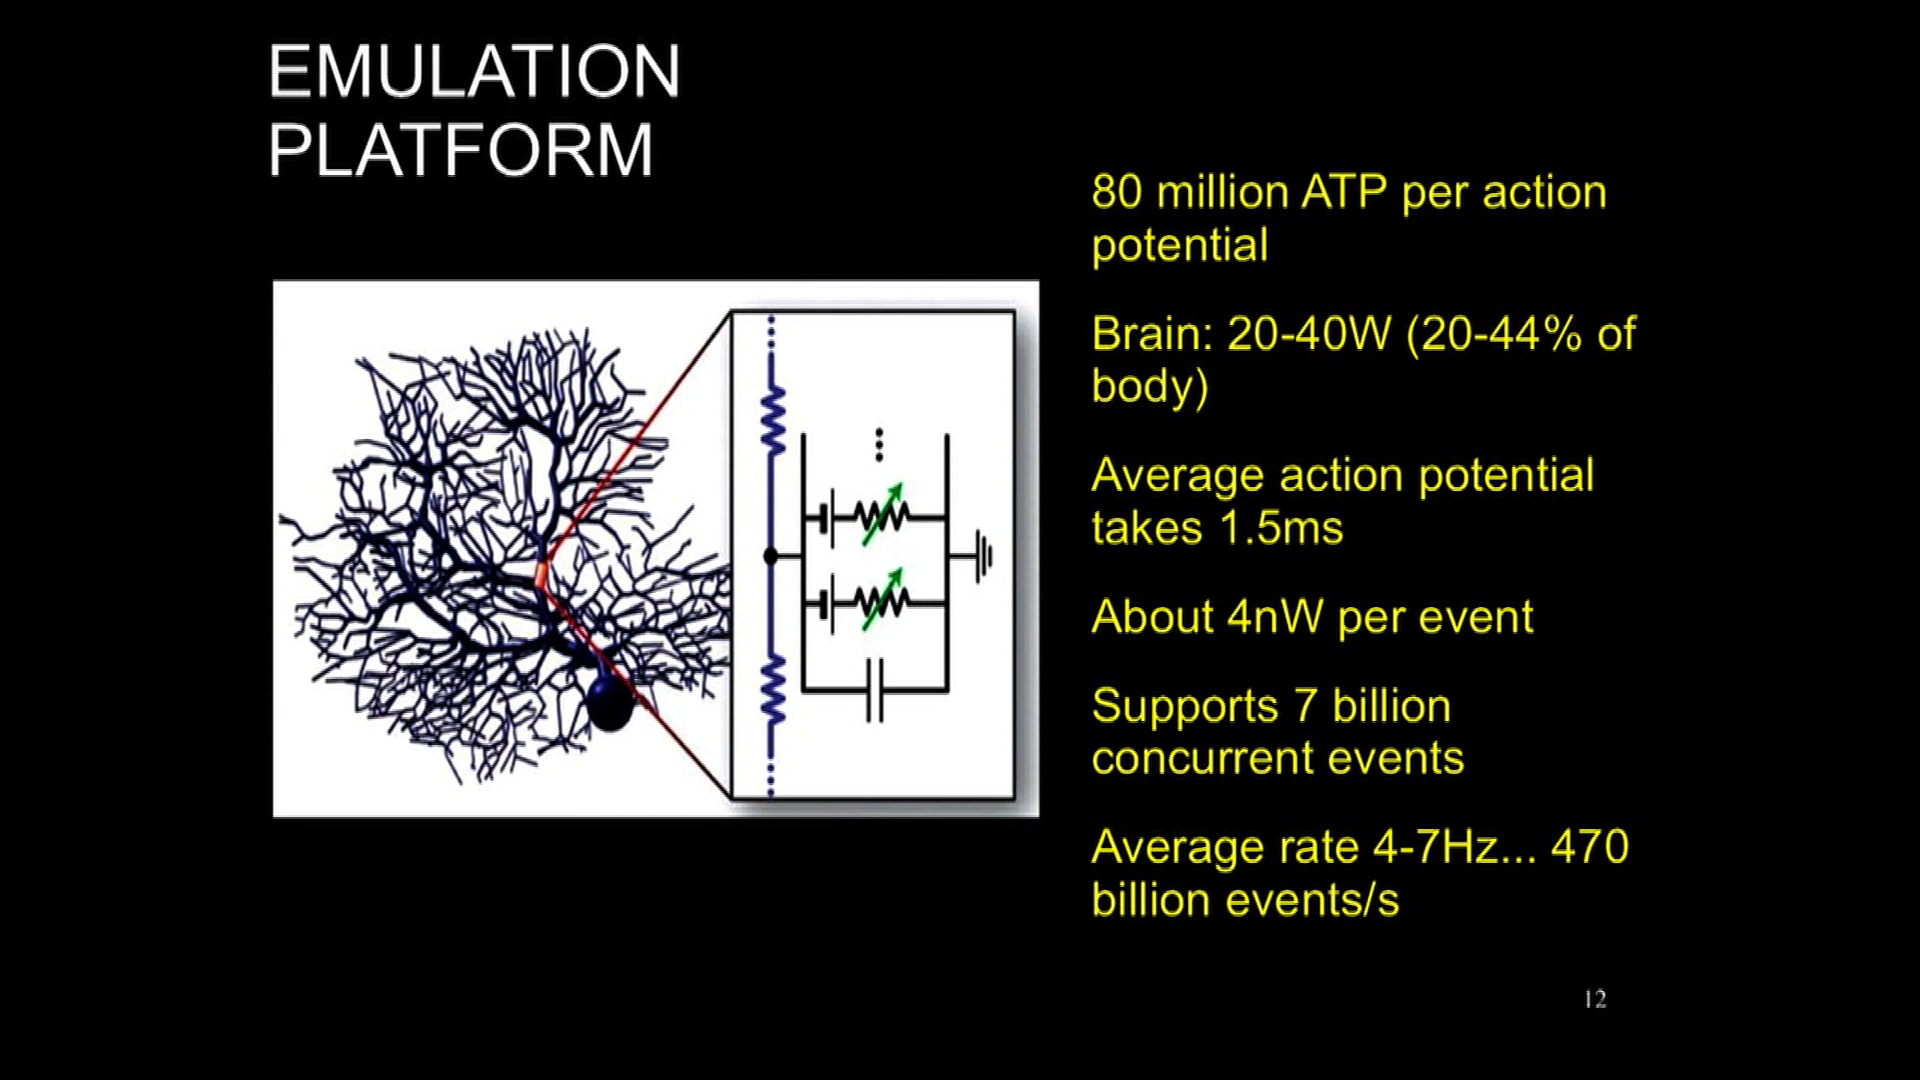 EMULATION
PLATFORM
80 million ATP per action
potential
Brain: 20-40W (20-44% of
body)
Average action potential
takes 1.5ms
About 4nW per event
Supports 7 billion
concurrent events
Average rate 4-7Hz... 470
billion events/s
12